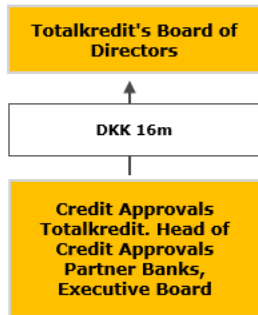 Totalkredit's Board of
Directors
DKK 16m
Credit Approvals
Totalkredit. Head of
Credit Approvals
Partner Banks,
Executive Board